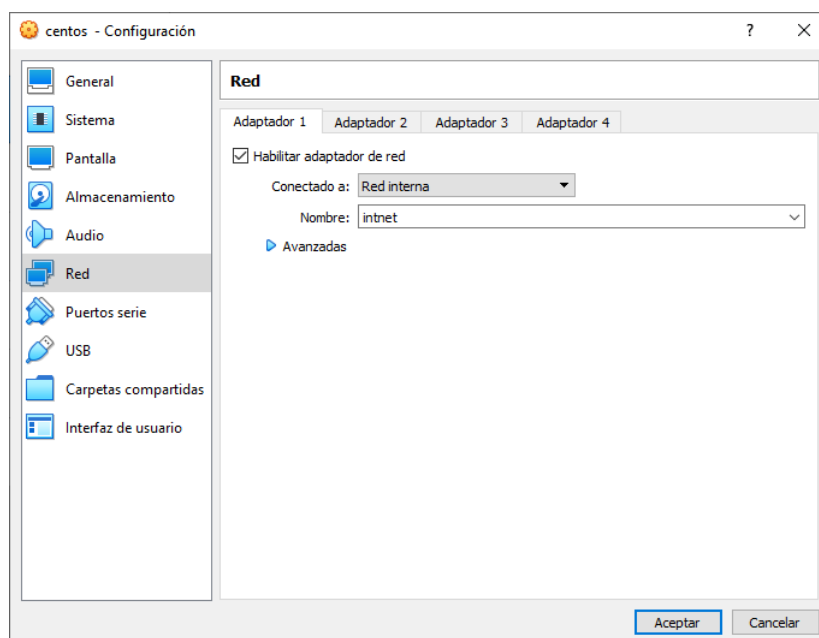 centos - Configuración
?
General
Sistema
Pantalla
Almacenamiento
Audio
Red
Puertos serie
USB
Carpetas compartidas
Interfaz de usuario
Red
Adaptador 1 Adaptador 2 Adaptador 3 Adaptador 4
Habilitar adaptador de red
Conectado a: Red interna
Nombre: intnet
Avanzadas
Aceptar Cancelar